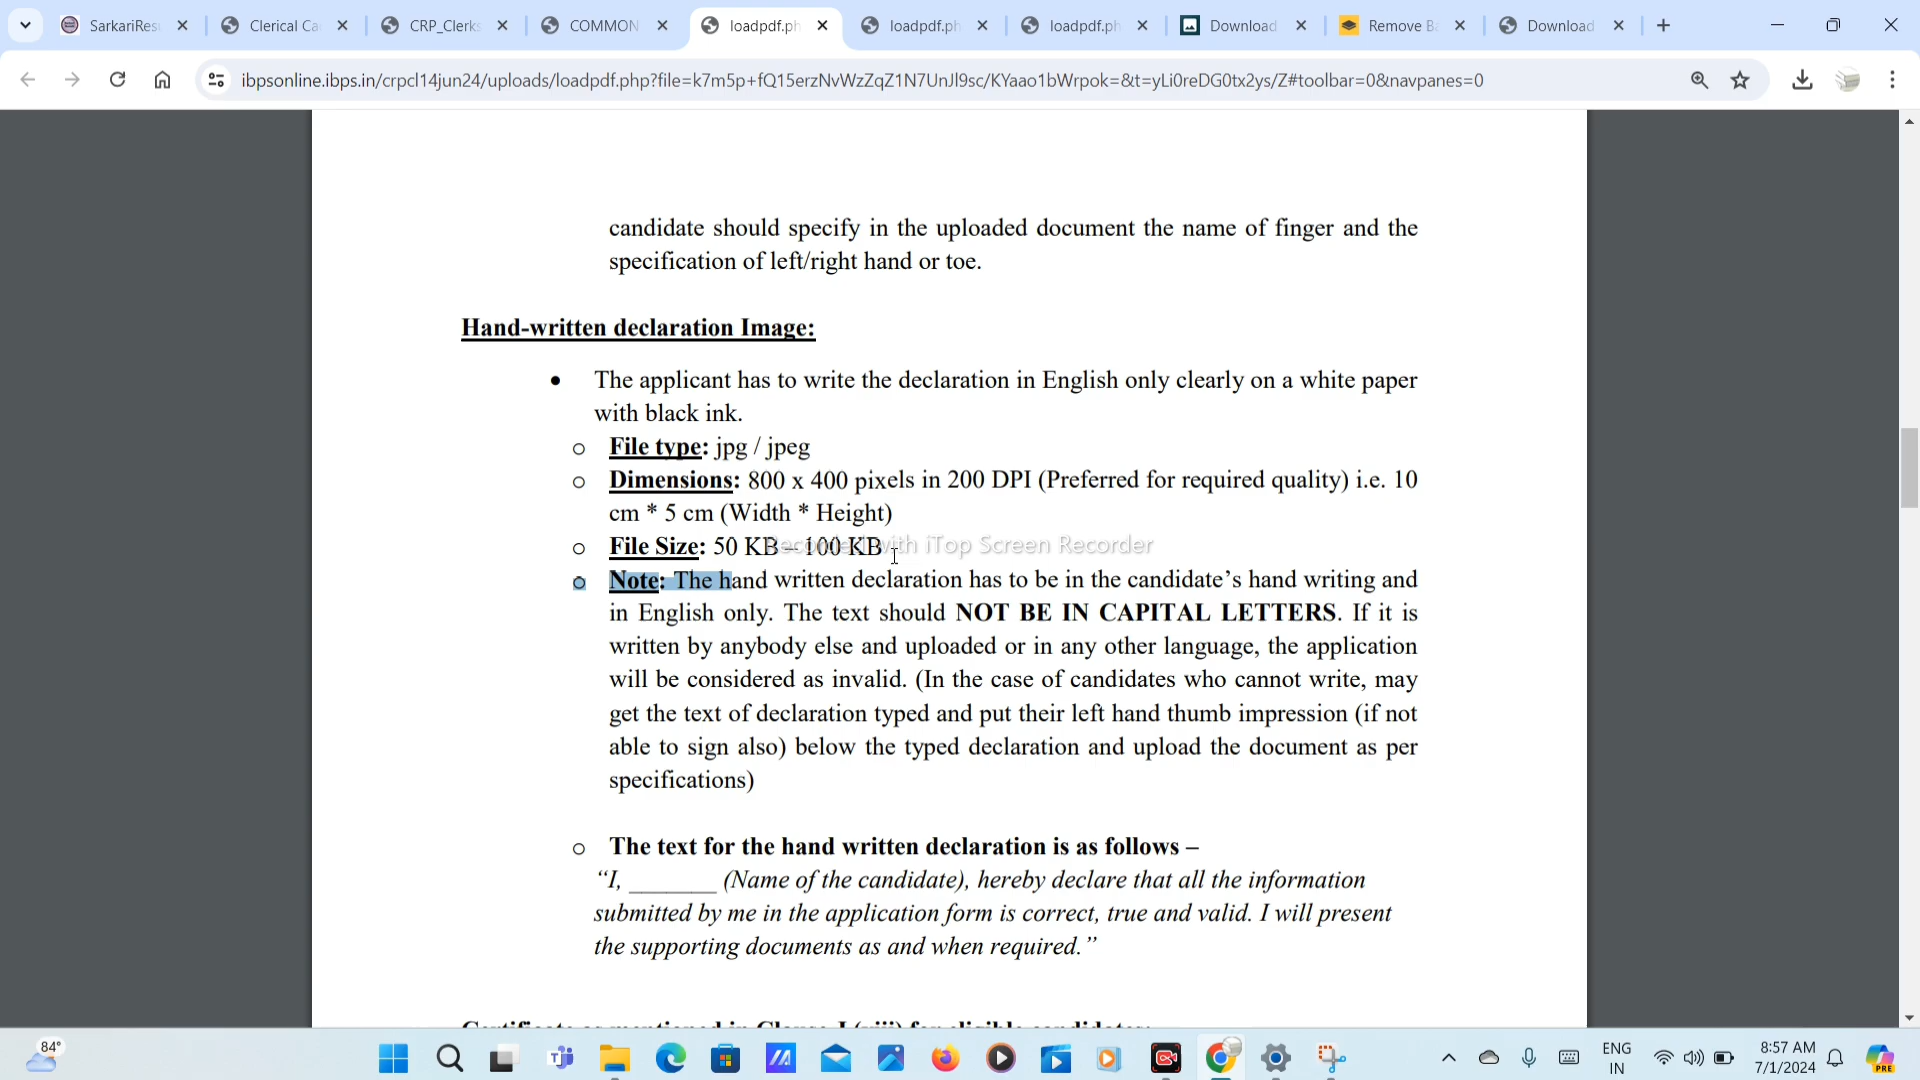 SarkariRes
Clerical Ca
CRP_Clerks
COMMON
loadpdf.ph
loadpdf.ph
loadpdf.ph
Download
Remove Ba
Download
ibpsonline.ibps.in/crpcl14jun24/uploads/loadpdf.php?file=k7m5p+fQ15erzNvWzZqZ1N7UnJl9sc/KYaao1bWrpok=&t=yLi0reDG0tx2ys/Z#toolbar=0&navpanes=0
candidate should specify in the uploaded document the name of finger and the
specification of left/right hand or toe.
Hand-written declaration Image:
• The applicant has to write the declaration in English only clearly on a white paper
with black ink.
o File type: jpg / jpeg
o Dimensions: 800 x 400 pixels in 200 DPI (Preferred for required quality) i.e. 10
cm * 5 cm (Width * Height)
o File Size: 50 KB – 100 KB
Recorded with iTop Screen Recorder
o Note: The hand written declaration has to be in the candidate’s hand writing and
in English only. The text should NOT BE IN CAPITAL LETTERS. If it is
written by anybody else and uploaded or in any other language, the application
will be considered as invalid. (In the case of candidates who cannot write, may
get the text of declaration typed and put their left hand thumb impression (if not
able to sign also) below the typed declaration and upload the document as per
specifications)
o The text for the hand written declaration is as follows –
“I, _______ (Name of the candidate), hereby declare that all the information
submitted by me in the application form is correct, true and valid. I will present
the supporting documents as and when required.”
Certificate as mentioned in Clause I (viii) for eligible candidates:
84°
ENG
IN
8:57 AM
7/1/2024
PRE